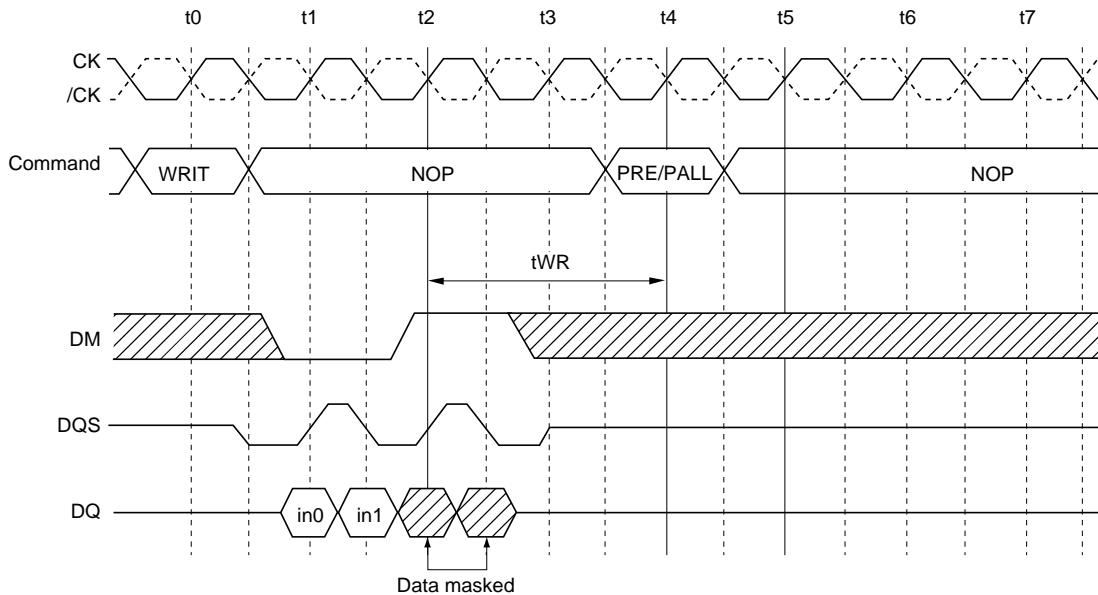 t0 t1 t2 t3 t4 t5 t6 t7
CK
/CK
Command WRIT NOP PRE/PALL NOP
tWR
DM
DQS
DQ in0 in1
Data masked